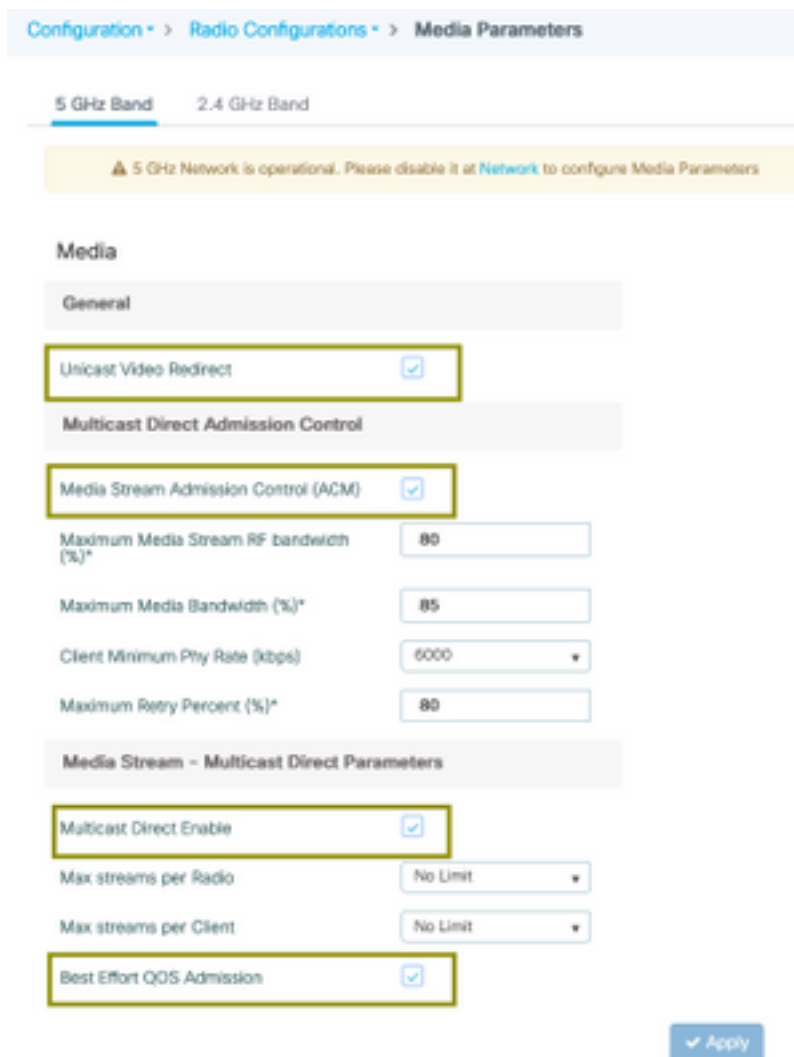 Configuration > Radio Configurations > Media Parameters
5 GHz Band 2.4 GHz Band
5 GHz Network is operational. Please disable it at Network to configure Media Parameters
Media
General
Unicast Video Redirect
Multicast Direct Admission Control
Media Stream Admission Control (ACM)
Maximum Media Stream RF bandwidth
(%)*
80
Maximum Media Bandwidth (%)* 85
Client Minimum Phy Rate (kbps) 6000
Maximum Retry Percent (%)* 80
Media Stream - Multicast Direct Parameters
Multicast Direct Enable
Max streams per Radio No Limit
Max streams per Client No Limit
Best Effort QOS Admission
Apply